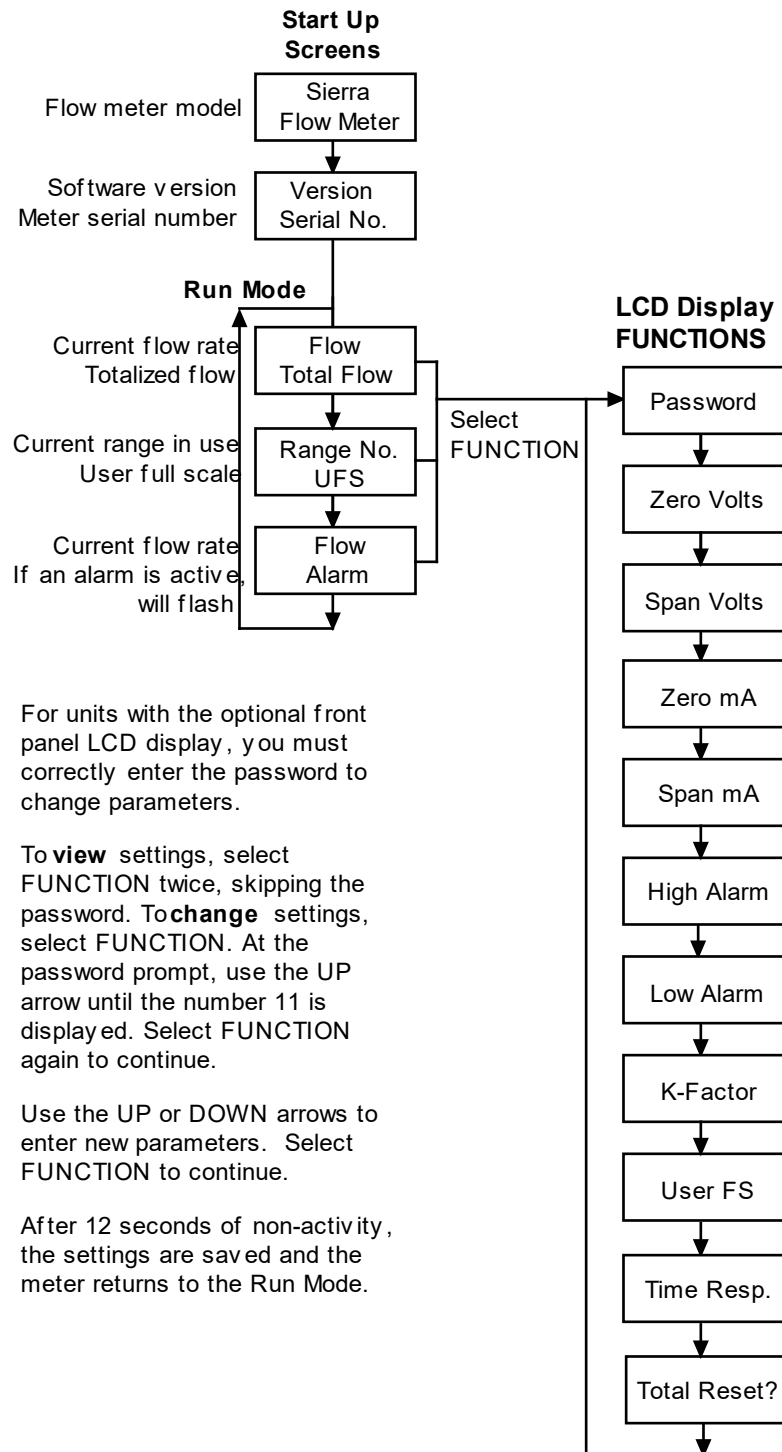 Start Up
Screens
Flow meter model
Sierra
Flow Meter
Software version
Meter serial number
Version
Serial No.
Run Mode
Current flow rate
Totalized flow
Flow
Total Flow
Current range in use
User full scale
Range No.
UFS
Current flow rate
If an alarm is active,
will flash
Flow
Alarm
Select
FUNCTION
LCD Display
FUNCTIONS
Password
Zero Volts
Span Volts
Zero mA
Span mA
High Alarm
Low Alarm
K-Factor
User FS
Time Resp.
Total Reset?
For units with the optional front
panel LCD display, you must
correctly enter the password to
change parameters.
To view settings, select
FUNCTION twice, skipping the
password. To change settings,
select FUNCTION. At the
password prompt, use the UP
arrow until the number 11 is
displayed. Select FUNCTION
again to continue.
Use the UP or DOWN arrows to
enter new parameters. Select
FUNCTION to continue.
After 12 seconds of non-activity,
the settings are saved and the
meter returns to the Run Mode.